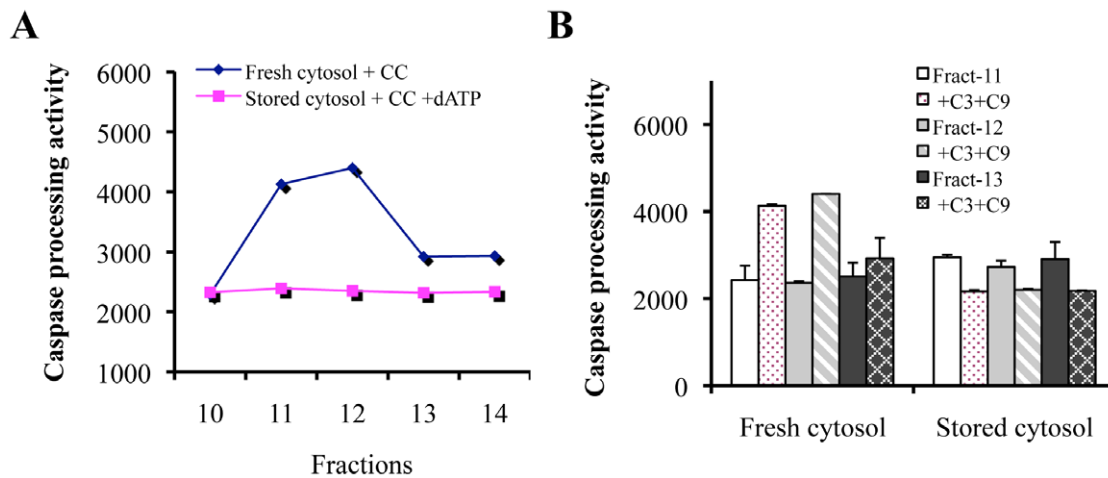 A
Caspase processing activity
6000
5000
4000
3000
2000
1000
Fresh cytosol + CC
Stored cytosol + CC +dATP
10 11 12 13 14
Fractions
B
Caspase processing activity
6000
4000
2000
0
Fract-11
+C3+C9
Fract-12
+C3+C9
Fract-13
+C3+C9
Fresh cytosol Stored cytosol